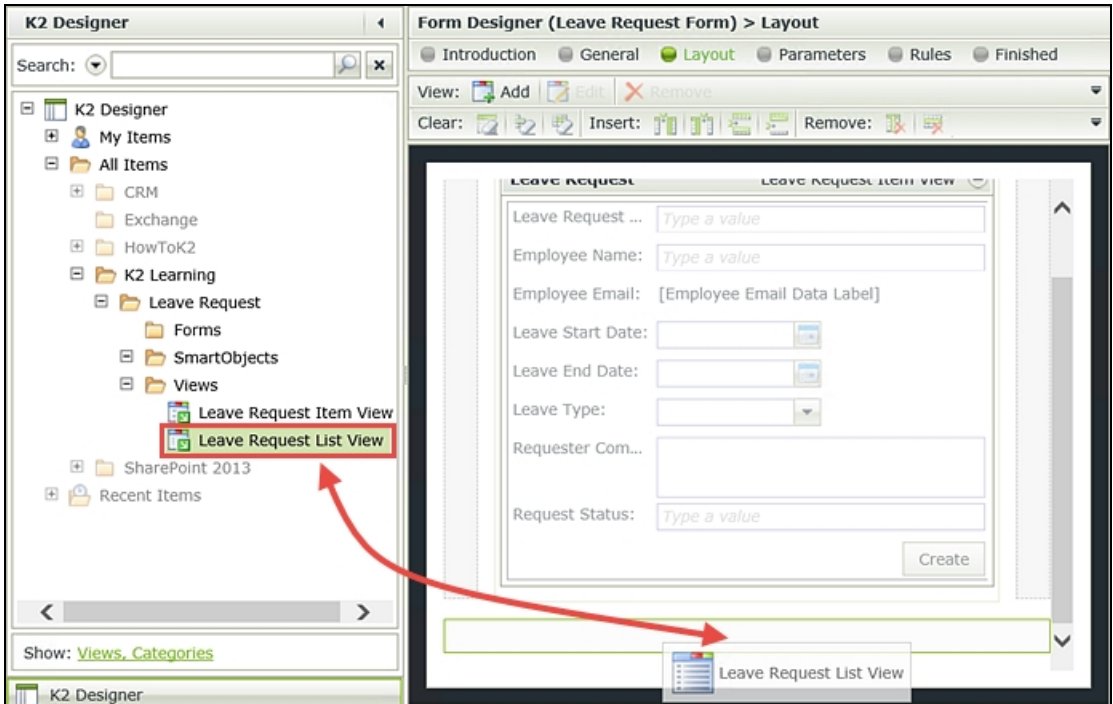 K2 Designer
Search:
K2 Designer
My Items
All Items
CRM
Exchange
HowToK2
K2 Learning
Leave Request
Forms
SmartObjects
Views
Leave Request Item View
Leave Request List View
SharePoint 2013
Recent Items
Show: Views, Categories
K2 Designer
Form Designer (Leave Request Form) > Layout
Introduction General Layout Parameters Rules Finished
View: Add Edit Remove
Clear: Insert: Remove:
Leave Request Leave Request Item View
Leave Request ... Type a value
Employee Name: Type a value
Employee Email: [Employee Email Data Label]
Leave Start Date:
Leave End Date:
Leave Type:
Requester Com...
Request Status: Type a value
Create
Leave Request List View